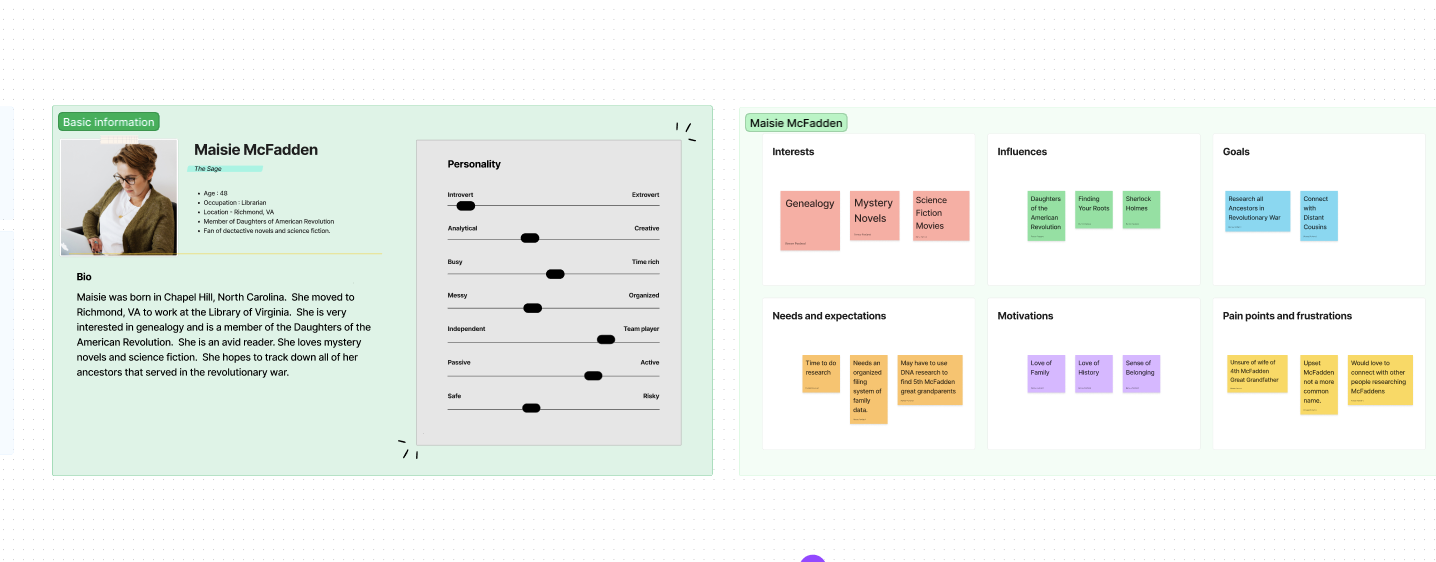 Basic information
Maisie McFadden
The Sage
• Age : 48
• Occupation : Librarian
• Location - Richmond, VA
• Member of Daughters of American Revolution
• Fan of dectective novels and science fiction.
Bio
Maisie was born in Chapel Hill, North Carolina. She moved to
Richmond, VA to work at the Library of Virginia. She is very
interested in genealogy and is a member of the Daughters of the
American Revolution. She is an avid reader. She loves mystery
novels and science fiction. She hopes to track down all of her
ancestors that served in the revolutionary war.
Personality
Introvert Extrovert
Analytical Creative
Busy Time rich
Messy Organized
Independent Team player
Passive Active
Safe Risky
Maisie McFadden
Interests
Genealogy
Mystery
Novels
Science
Fiction
Movies
Influences
Daughters
of the
American
Revolution
Finding
Your Roots
Sherlock
Holmes
Goals
Research all
Ancestors in
Revolutionary War
Connect
with
Distant
Cousins
Needs and expectations
Time to do
research
Needs an
organized
filing
system of
family
data.
May have to use
DNA research to
find 5th McFadden
great grandparents
Motivations
Love of
Family
Love of
History
Sense of
Belonging
Pain points and frustrations
Unsure of wife of
4th McFadden
Great Grandfather
Upset
McFadden
not a more
common
name.
Would love to
connect with other
people researching
McFaddens